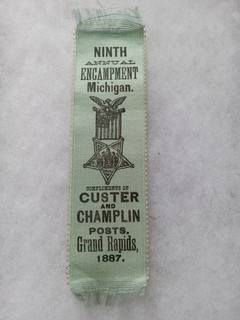 NINTH
ANNUAL
ENCAMPMENT
Michigan.
COMPLIMENTS OF
CUSTER
AND
CHAMPLIN
POSTS.
Grand Rapids,
1887.